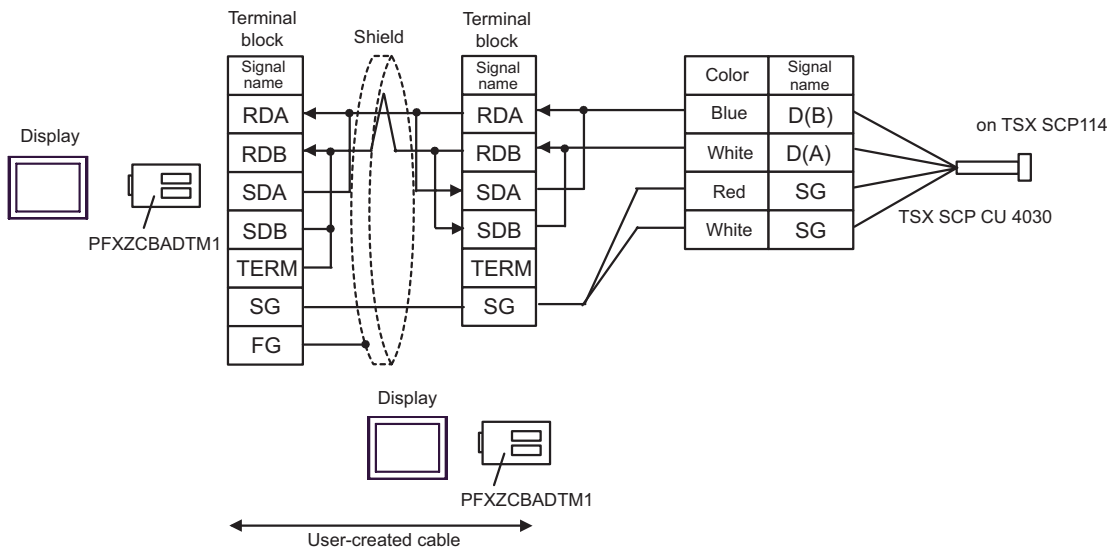 Terminal
block
Shield
Terminal
block
Signal
name
RDA
RDB
SDA
SDB
TERM
SG
FG
Signal
name
RDA
RDB
SDA
SDB
TERM
SG
Color
Signal
name
Blue
D(B)
White
D(A)
Red
SG
White
SG
on TSX SCP114
TSX SCP CU 4030
Display
PFXZCBADTM1
Display
PFXZCBADTM1
User-created cable